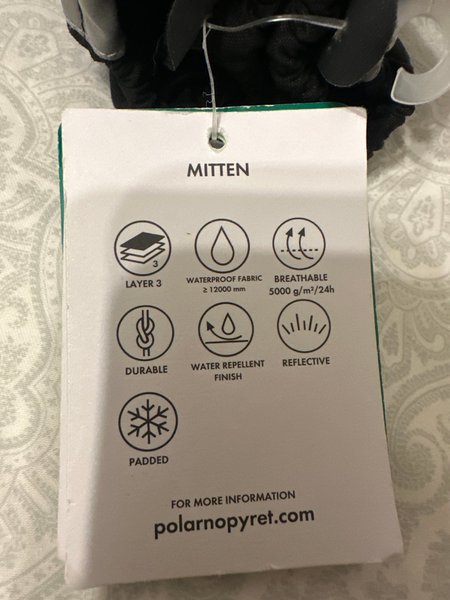 MITTEN
3
LAYER 3
WATERPROOF FABRIC
≥ 12000 mm
BREATHABLE
5000 g/m²/24h
DURABLE
WATER REPELLENT
FINISH
REFLECTIVE
PADDED
FOR MORE INFORMATION
polarnopyret.com